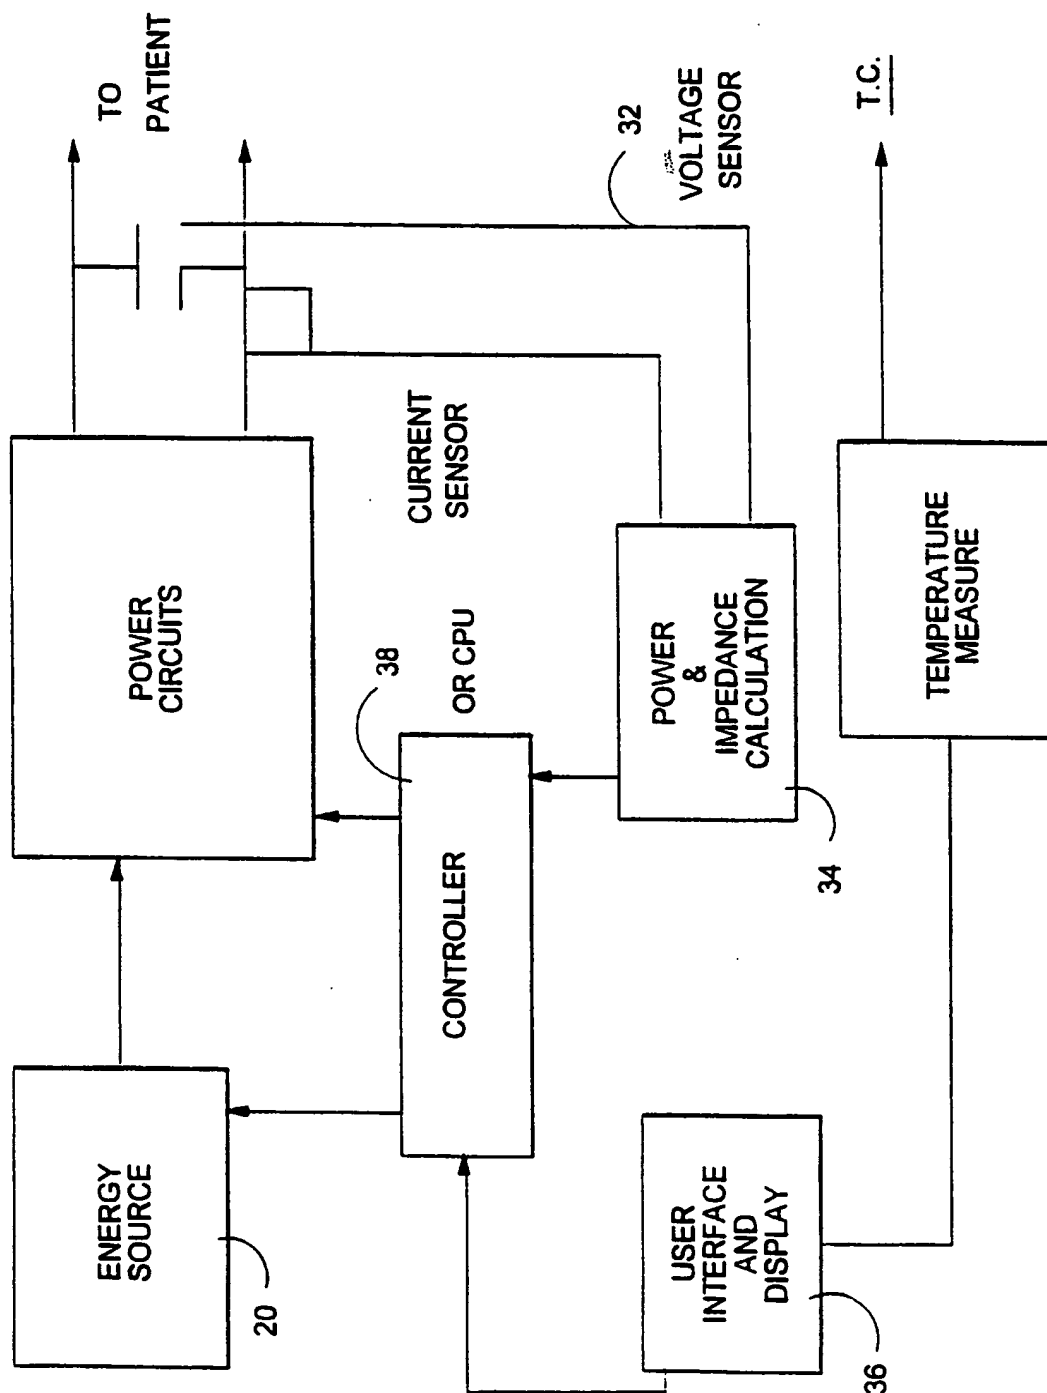 ENERGY
SOURCE
20
POWER
CIRCUITS
TO
PATIENT
CONTROLLER
38
OR CPU
CURRENT
SENSOR
32
VOLTAGE
SENSOR
USER
INTERFACE
AND
DISPLAY
36
POWER
&
IMPEDANCE
CALCULATION
34
TEMPERATURE
MEASURE
T.C.